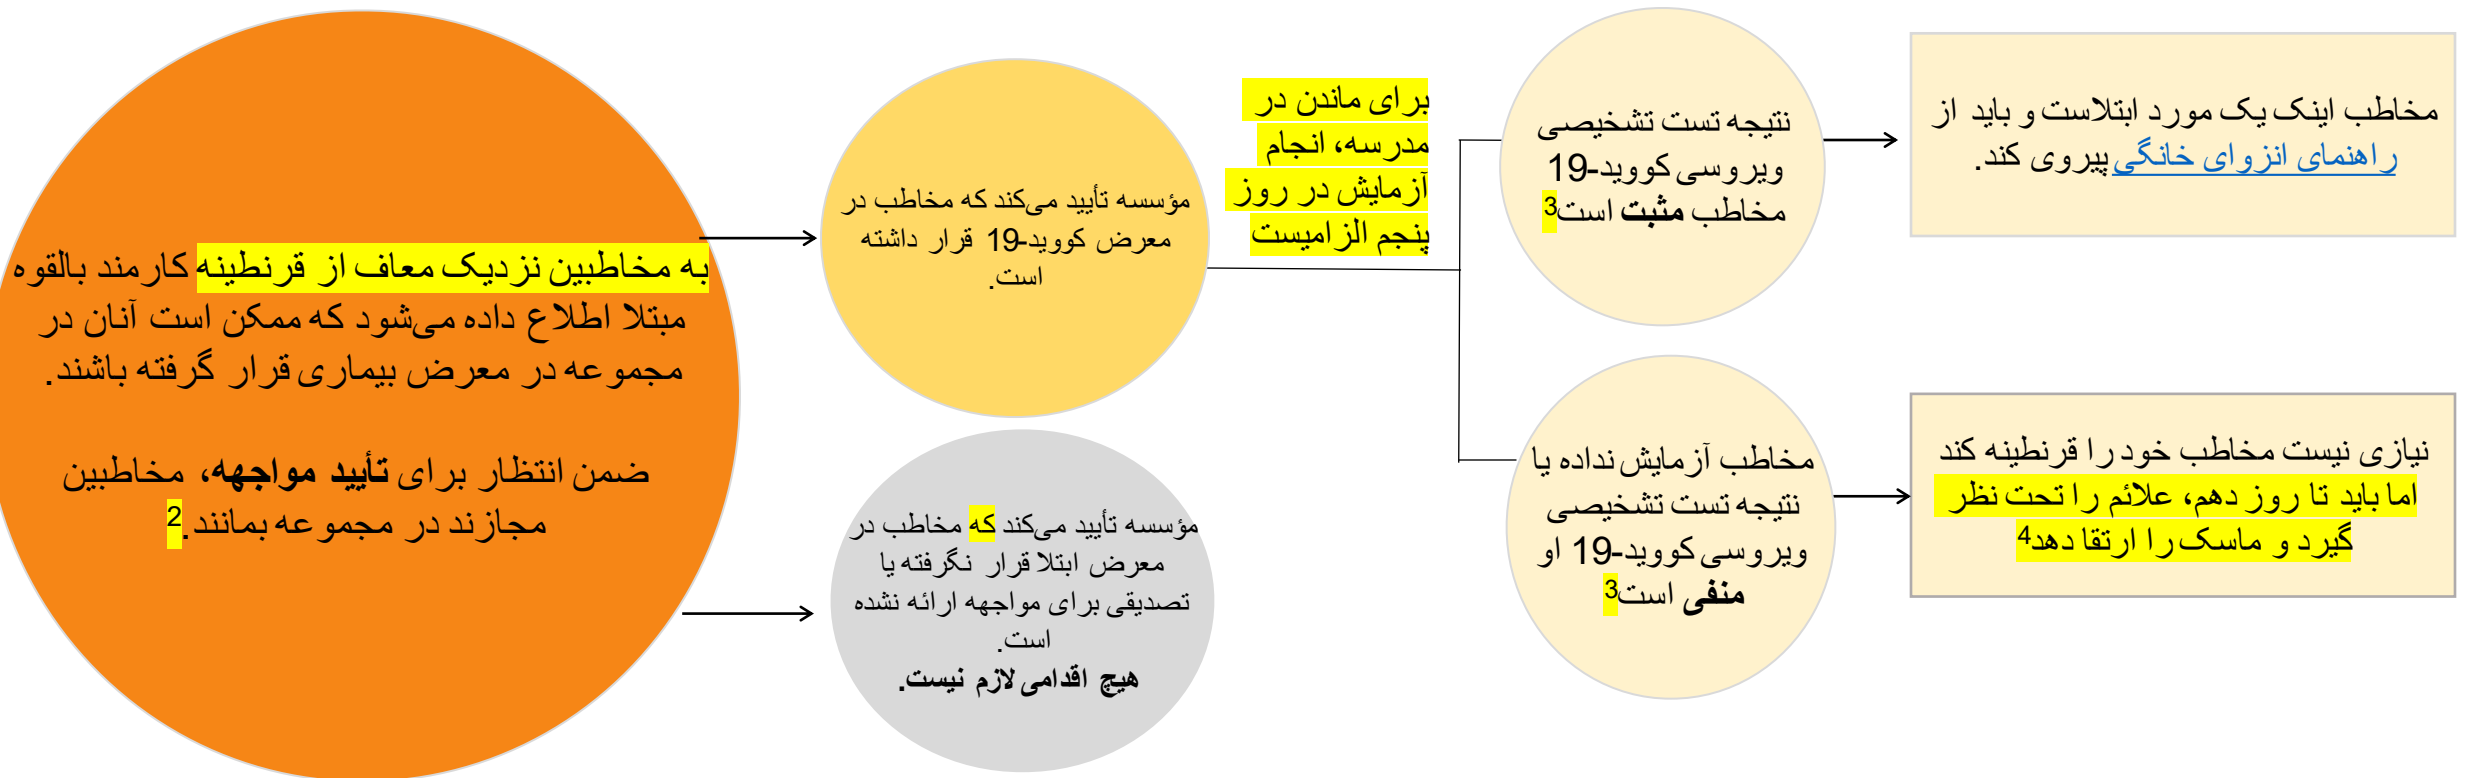 به مخاطبین نزدیک معاف از قرنطینه کارمند بالقوه
مبتلا اطلاع داده می‌شود که ممکن است آنان در
مجموعه در معرض بیماری قرار گرفته باشند.
ضمن انتظار برای تأیید مواجهه، مخاطبین
مجازند در مجموعه بمانند.2
مؤسسه تأیید می‌کند که مخاطب در
معرض کووید-19 قرار داشته
است.
مؤسسه تأیید می‌کند که مخاطب در
معرض ابتلا قرار نگرفته یا
تصدیقی برای مواجهه ارائه نشده
است.
هیچ اقدامی لازم نیست.
برای ماندن در
مدرسه، انجام
آزمایش در روز
پنجم الزامیست
نتیجه تست تشخیصی
ویروسی کووید-19
مخاطب مثبت است3
مخاطب اینک یک مورد ابتلاست و باید از
راهنمای انزوای خانگی پیروی کند.
مخاطب آزمایش نداده یا
نتیجه تست تشخیصی
ویروسی کووید-19 او
منفی است3
نیازی نیست مخاطب خود را قرنطینه کند
اما باید تا روز دهم، علائم را تحت نظر
گیرد و ماسک را ارتقا دهد4